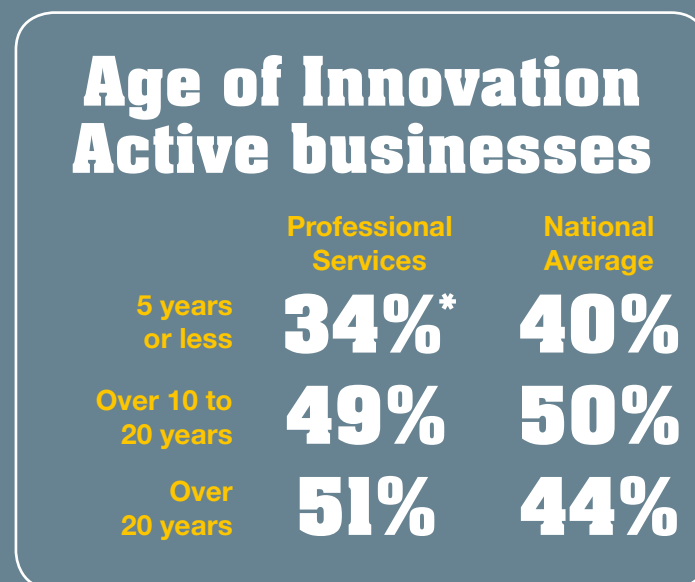 Age of Innovation
Active businesses
Professional
Services
National
Average
5 years
or less
34%*
40%
Over 10 to
20 years
49%
50%
Over
20 years
51%
44%